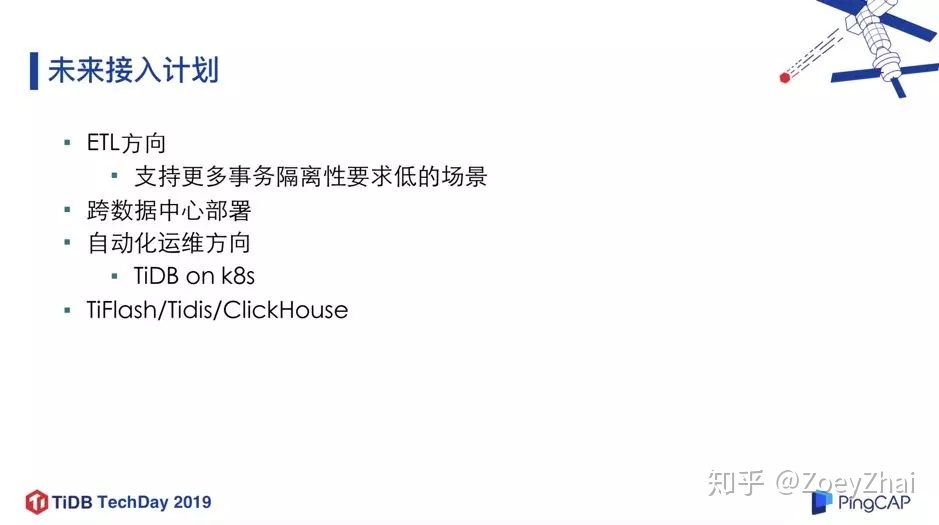 未来接入计划
ETL方向
支持更多事务隔离性要求低的场景
跨数据中心部署
自动化运维方向
TiDB on k8s
TiFlash/Tidis/ClickHouse
TiDB TechDay 2019
知乎 @ZoeyZhai
PingCAP